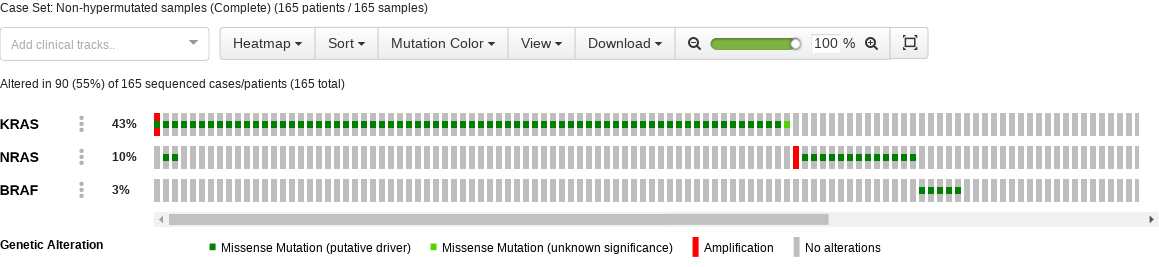 Case Set: Non-hypermutated samples (Complete) (165 patients / 165 samples)
Add clinical tracks.. Heatmap Sort Mutation Color View Download 100 %
Altered in 90 (55%) of 165 sequenced cases/patients (165 total)
KRAS 43%
NRAS 10%
BRAF 3%
Genetic Alteration Missense Mutation (putative driver) Missense Mutation (unknown significance) Amplification No alterations